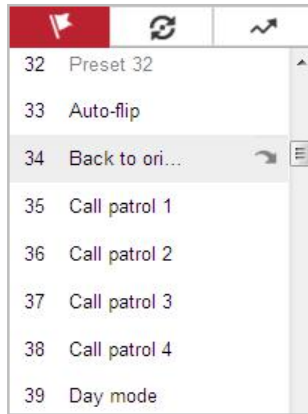 32 Preset 32
33 Auto-flip
34 Back to ori...
35 Call patrol 1
36 Call patrol 2
37 Call patrol 3
38 Call patrol 4
39 Day mode